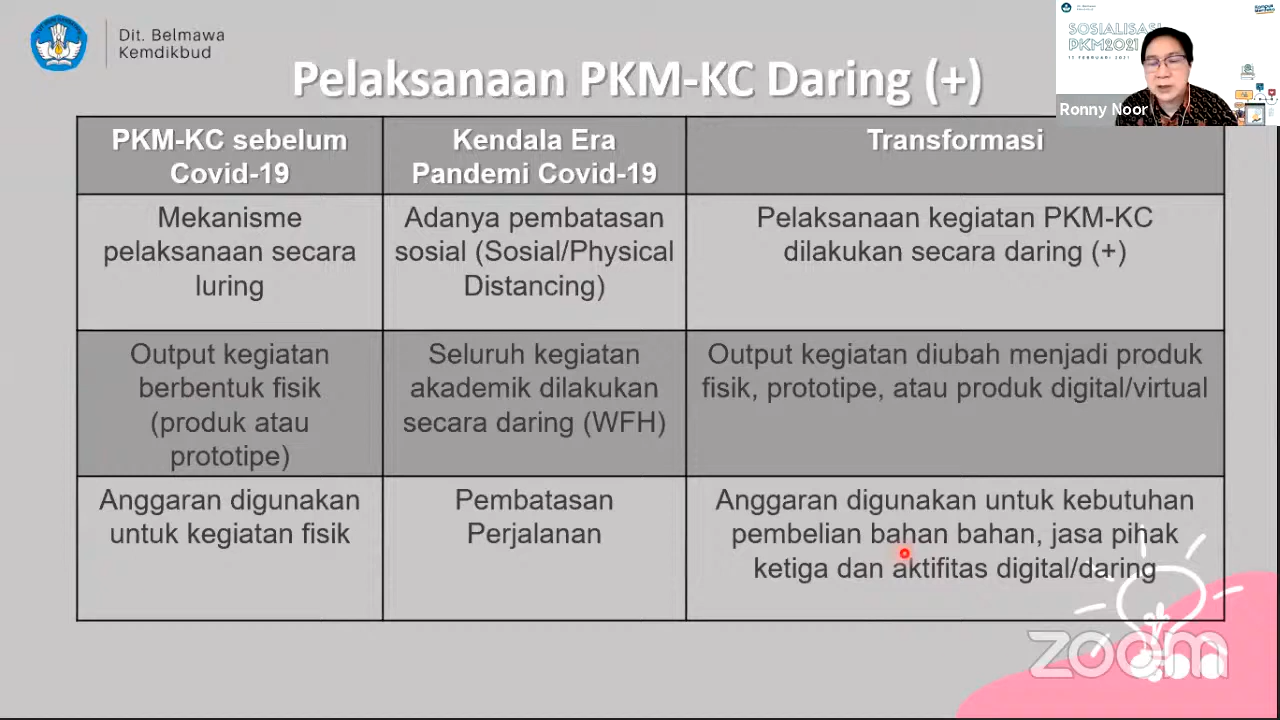 Dit. Belmawa
Kemdikbud
Pelaksanaan PKM-KC Daring (+)
SOSIALISASI
PKM2021
Ronny Noor
PKM-KC sebelum
Covid-19
Kendala Era
Pandemi Covid-19
Transformasi
Mekanisme
pelaksanaan secara
luring
Adanya pembatasan
sosial (Sosial/Physical
Distancing)
Pelaksanaan kegiatan PKM-KC
dilakukan secara daring (+)
Output kegiatan
berbentuk fisik
(produk atau
prototipe)
Seluruh kegiatan
akademik dilakukan
secara daring (WFH)
Output kegiatan diubah menjadi produk
fisik, prototipe, atau produk digital/virtual
Anggaran digunakan
untuk kegiatan fisik
Pembatasan
Perjalanan
Anggaran digunakan untuk kebutuhan
pembelian bahan bahan, jasa pihak
ketiga dan aktifitas digital/daring
zoom